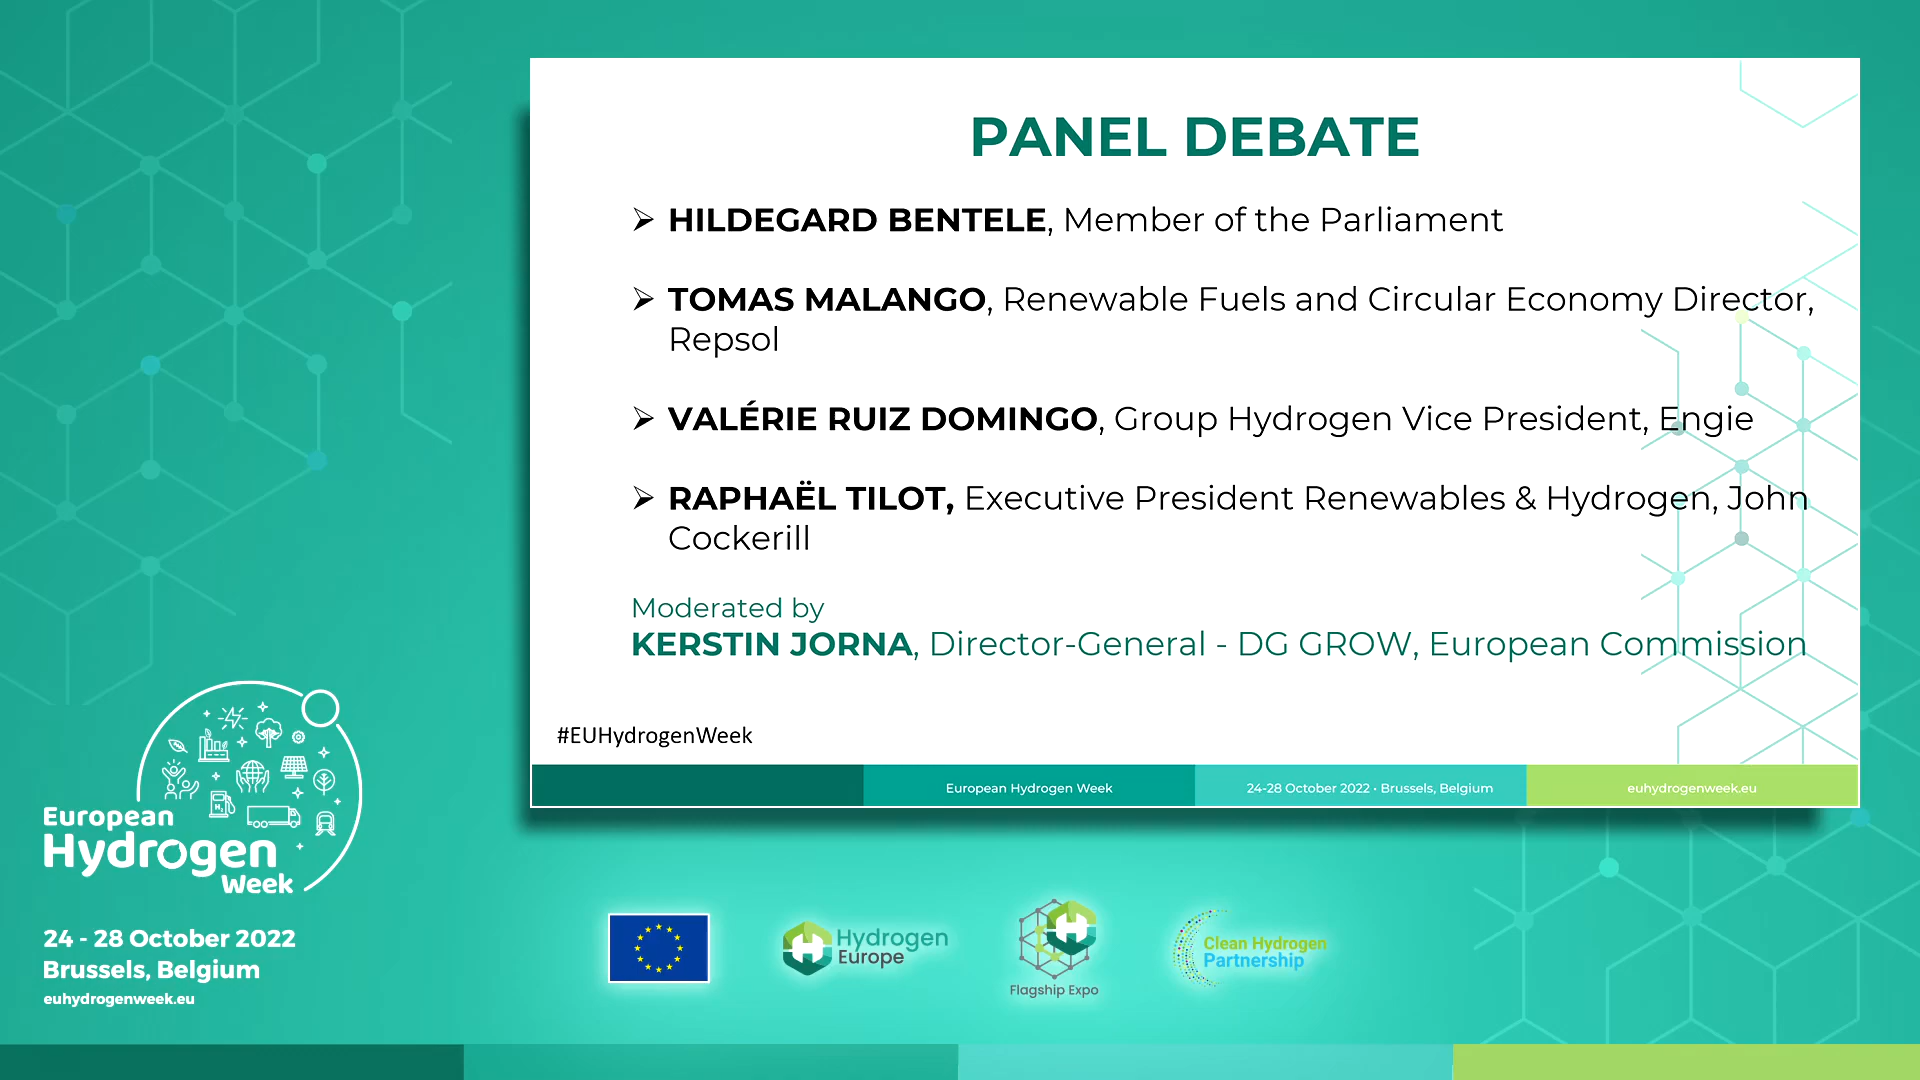 PANEL DEBATE
➢ HILDEGARD BENTELE, Member of the Parliament
➢ TOMAS MALANGO, Renewable Fuels and Circular Economy Director,
Repsol
➢ VALÉRIE RUIZ DOMINGO, Group Hydrogen Vice President, Engie
➢ RAPHAËL TILOT, Executive President Renewables & Hydrogen, John
Cockerill
Moderated by
KERSTIN JORNA, Director-General - DG GROW, European Commission
#EUHydrogenWeek
European Hydrogen Week
24-28 October 2022 • Brussels, Belgium
euhydrogenweek.eu
H2
European
Hydrogen
Week
24 - 28 October 2022
Brussels, Belgium
euhydrogenweek.eu
Hydrogen
Europe
Flagship Expo
Clean Hydrogen
Partnership